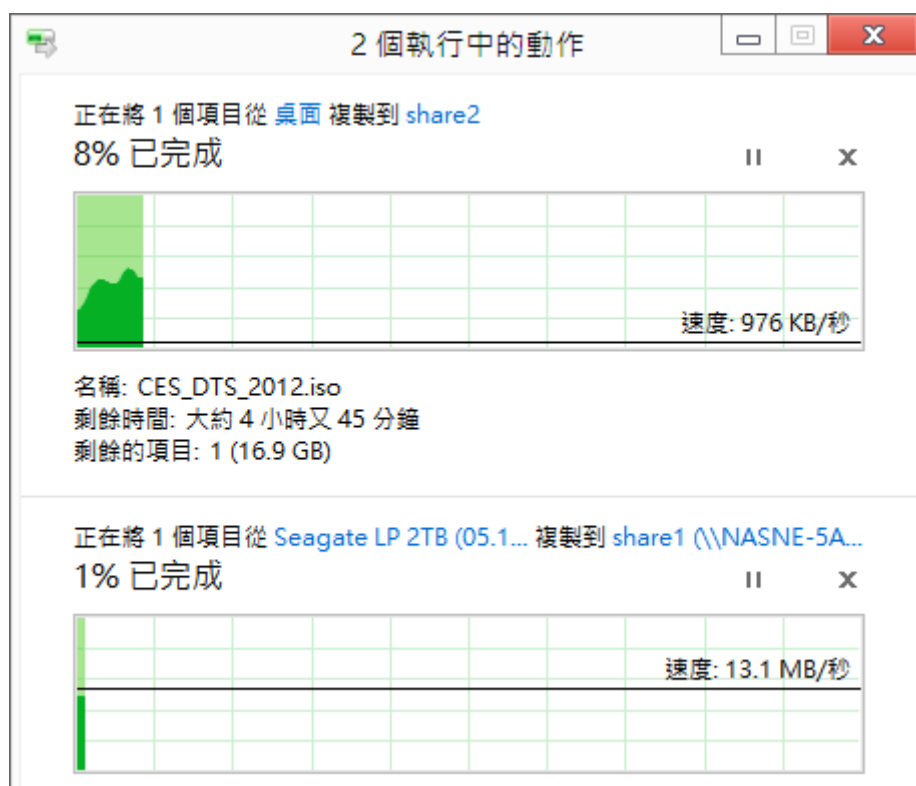 2 個執行中的動作
正在將 1 個項目從 桌面 複製到 share2
8% 已完成
速度: 976 KB/秒
名稱: CES_DTS_2012.iso
剩餘時間: 大約 4 小時又 45 分鐘
剩餘的項目: 1 (16.9 GB)
正在將 1 個項目從 Seagate LP 2TB (05.1... 複製到 share1 (\\NASNE-5A...
1% 已完成
速度: 13.1 MB/秒